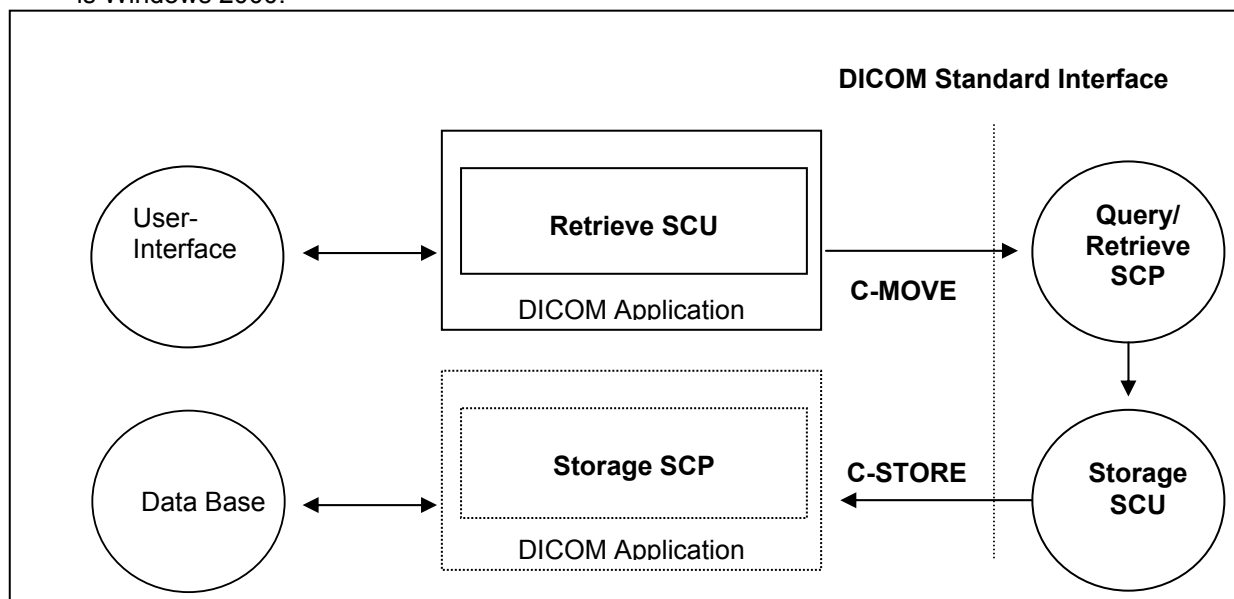 is Windows 2000.
DICOM Standard Interface
User-
Interface
Retrieve SCU
DICOM Application
C-MOVE
Query/
Retrieve
SCP
Data Base
Storage SCP
DICOM Application
C-STORE
Storage
SCU